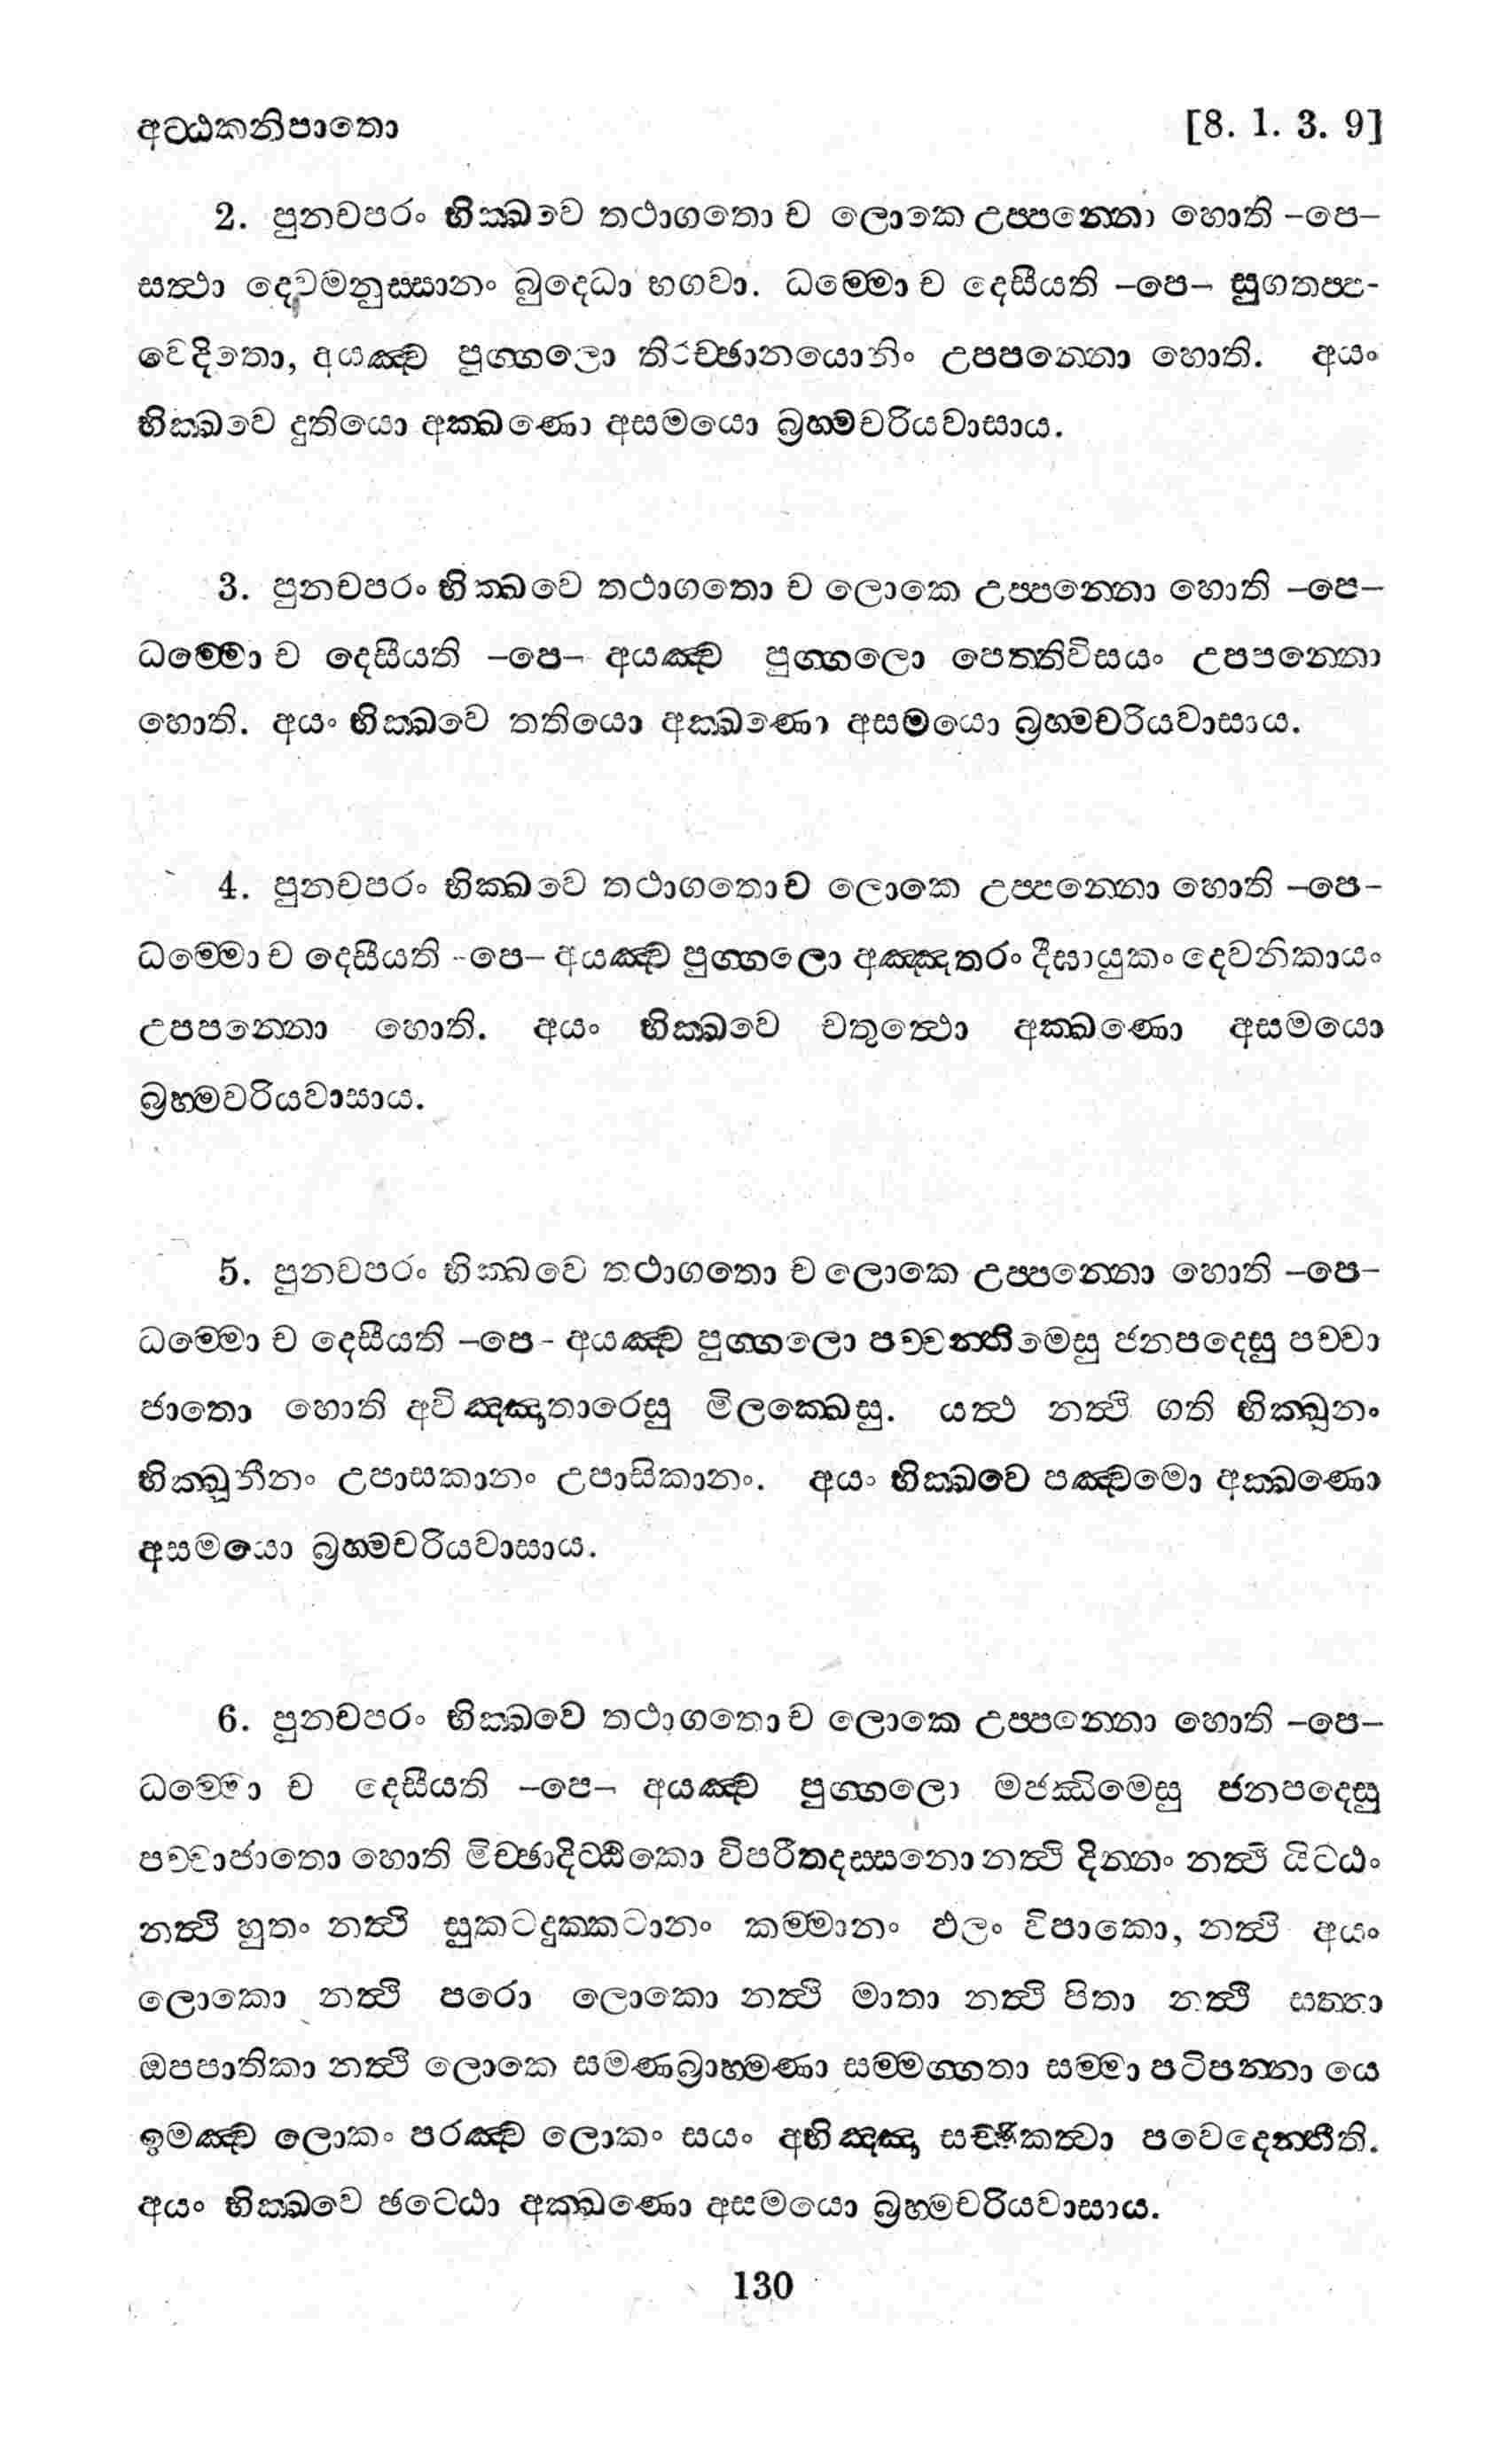 අට්ඨකනිපාතො [8. 1. 3. 9]
2. පුනචපරං භික්ඛවෙ තථාගතො ච ලොකෙ උප්පන්නො හොති –පෙ–
සත්ථා දෙවමනුස්සානං බුද්ධො භගවා. ධම්මො ච දෙසීයති –පෙ– සුගතප්ප-
වෙදිතො, අයඤ්ච පුග්ගලො තිරච්ඡානයොනිං උපපන්නො හොති. අයං
භික්ඛවෙ දුතියො අක්ඛණො අසමයො බ්‍රහ්මචරියවාසාය.
3. පුනචපරං භික්ඛවෙ තථාගතො ච ලොකෙ උප්පන්නො හොති –පෙ–
ධම්මො ච දෙසීයති –පෙ– අයඤ්ච පුග්ගලො පෙත්තිවිසයං උපපන්නො
හොති. අයං භික්ඛවෙ තතියො අක්ඛණො අසමයො බ්‍රහ්මචරියවාසාය.
4. පුනචපරං භික්ඛවෙ තථාගතොච ලොකෙ උප්පන්නො හොති –පෙ–
ධම්මොච දෙසීයති –පෙ– අයඤ්ච පුග්ගලො අඤ්ඤතරං දීඝායුකං දෙවනිකායං
උපපන්නො හොති. අයං භික්ඛවෙ චතුත්ථො අක්ඛණො අසමයො
බ්‍රහ්මචරියවාසාය.
5. පුනචපරං භික්ඛවෙ තථාගතො ච ලොකෙ උප්පන්නො හොති –පෙ–
ධම්මො ච දෙසීයති –පෙ– අයඤ්ච පුග්ගලො පච්චන්තිමෙසු ජනපදෙසු පච්චා
ජාතො හොති අවිඤ්ඤාතාරෙසු මිලක්ඛෙසු. යත්ථ නත්ථි ගති භික්ඛුනං
භික්ඛූනීනං උපාසකානං උපාසිකානං. අයං භික්ඛවෙ පඤ්චමො අක්ඛණො
අසමයො බ්‍රහ්මචරියවාසාය.
6. පුනචපරං භික්ඛවෙ තථාගතො ච ලොකෙ උප්පන්නො හොති –පෙ–
ධම්මො ච දෙසීයති –පෙ– අයඤ්ච පුග්ගලො මජ්ඣිමෙසු ජනපදෙසු
පච්චාජාතො හොති මිච්ඡාදිට්ඨිකො විපරීතදස්සනො නත්ථි දින්නං නත්ථි යිට්ඨං
නත්ථි හුතං නත්ථි සුකටදුක්කටානං කම්මානං ඵලං විපාකො, නත්ථි අයං
ලොකො නත්ථි පරො ලොකො නත්ථි මාතා නත්ථි පිතා නත්ථි සත්තා
ඔපපාතිකා නත්ථි ලොකෙ සමණබ්‍රාහ්මණා සම්මග්ගතා සම්මා පටිපන්නා යෙ
ඉමඤ්ච ලොකං පරඤ්ච ලොකං සයං අභිඤ්ඤා සච්ඡිකත්වා පවෙදෙන්තීති.
අයං භික්ඛවෙ ඡට්ඨො අක්ඛණො අසමයො බ්‍රහ්මචරියවාසාය.
130